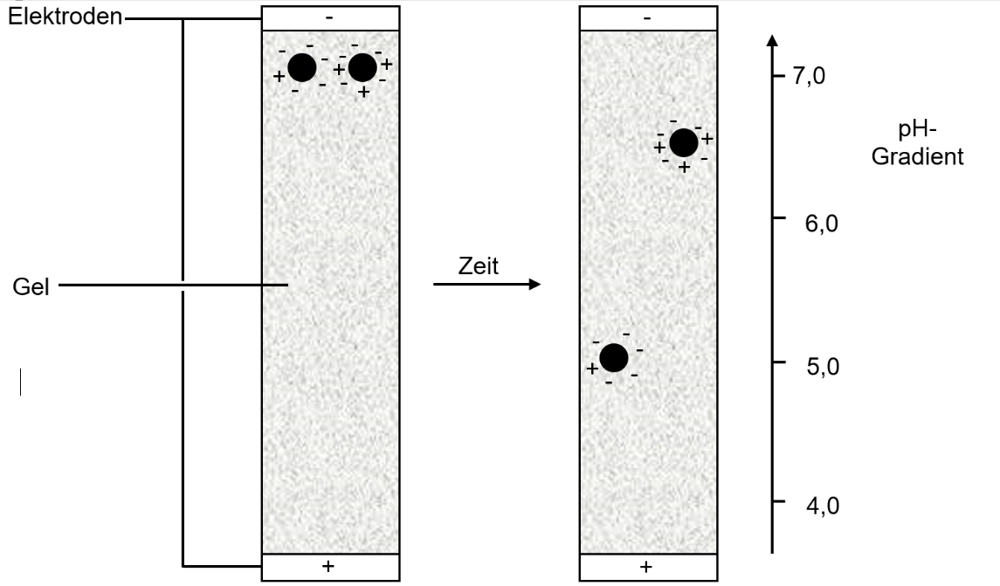 Elektroden
Gel
Zeit
7,0
6,0
5,0
4,0
pH-
Gradient
-
-
+
+